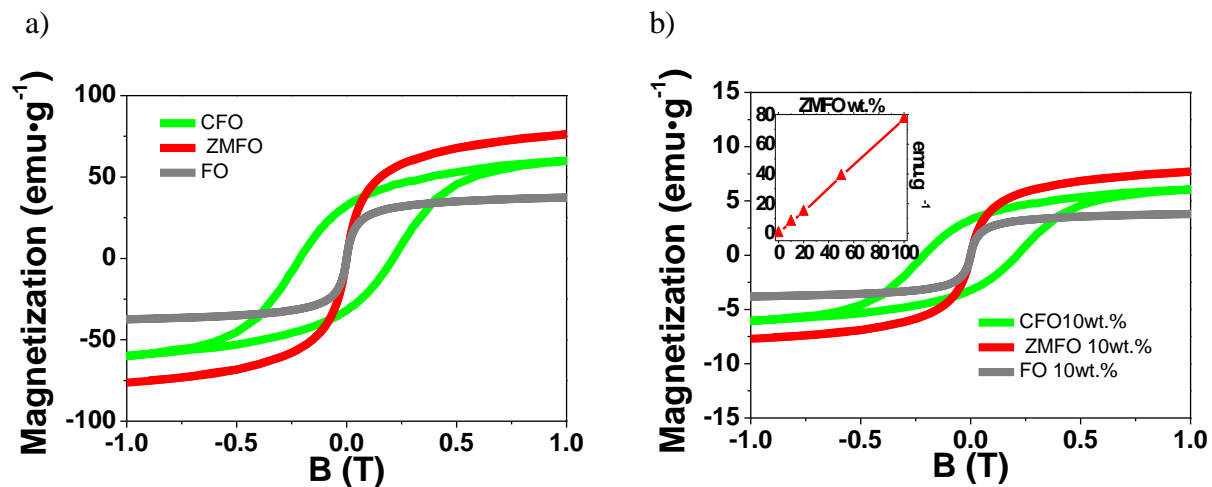 a)
Magnetization (emu·g⁻¹)
100
50
0
-50
-100
CFO
ZMFO
FO
-1.0 -0.5 0.0 0.5 1.0
B (T)
b)
Magnetization (emu·g⁻¹)
15
10
5
0
-5
-10
-15
ZMFO wt.%
80
60
40
20
0
0 20 40 60 80 100
emu.g⁻¹
CFO10wt.%
ZMFO 10wt.%
FO 10wt.%
-1.0 -0.5 0.0 0.5 1.0
B (T)